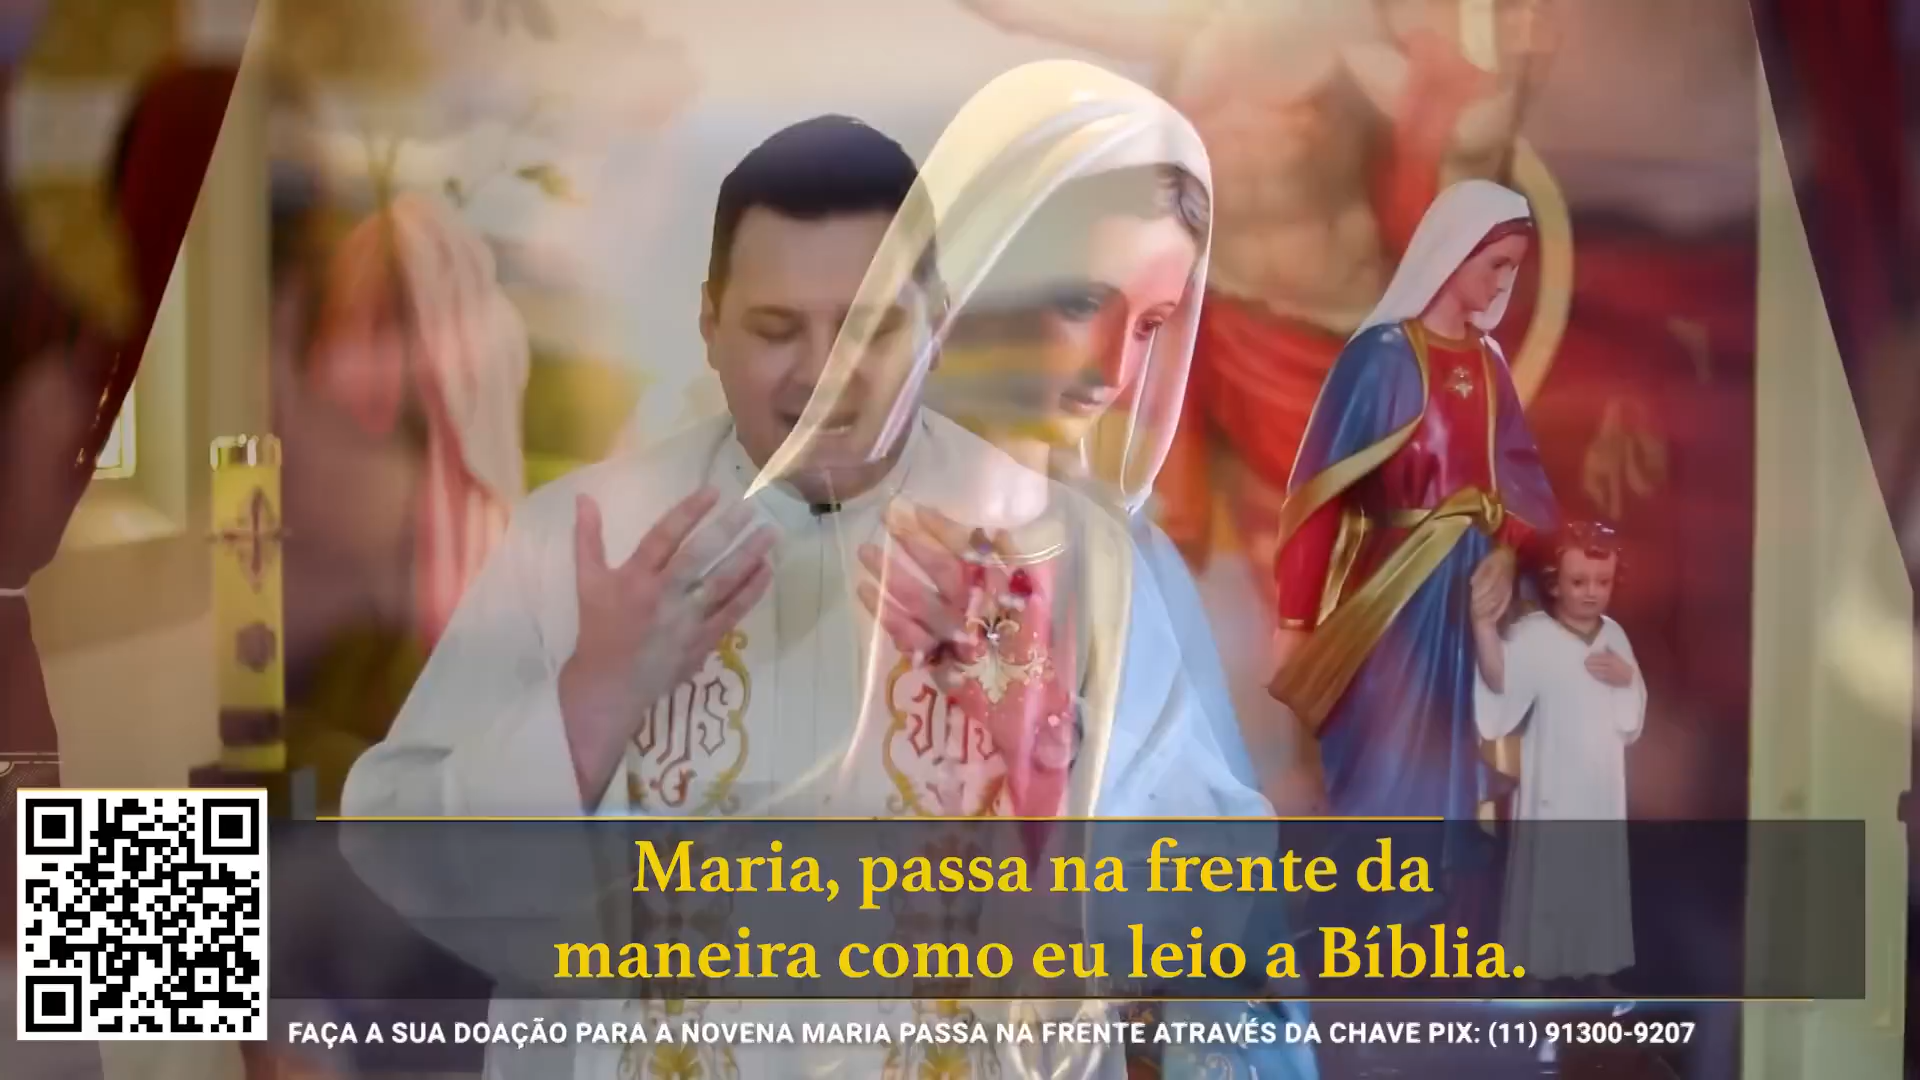 Maria, passa na frente da
maneira como eu leio a Bíblia.
FAÇA A SUA DOAÇÃO PARA A NOVENA MARIA PASSA NA FRENTE ATRAVÉS DA CHAVE PIX: (11) 91300-9207